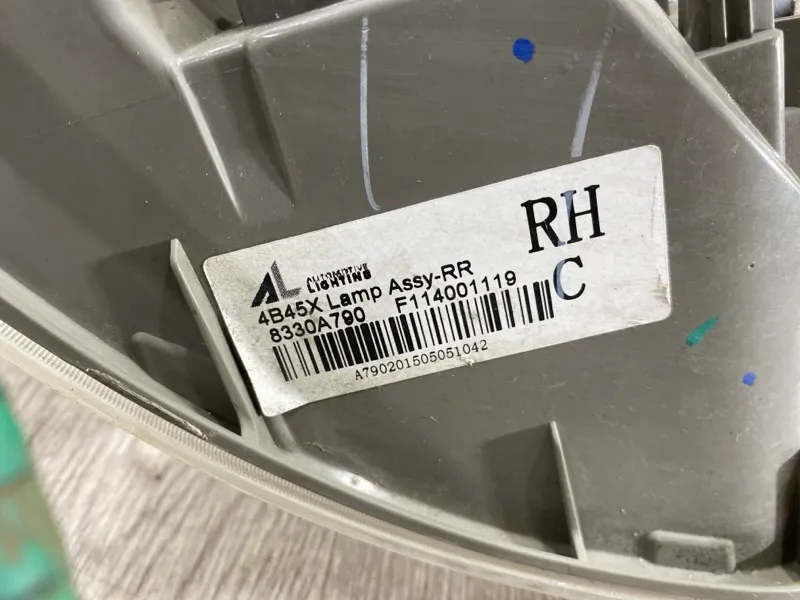 AL AUTOMOTIVE
LIGHTING
RH
4B45X Lamp Assy-RR
C
8330A790 F114001119
A790201505051042